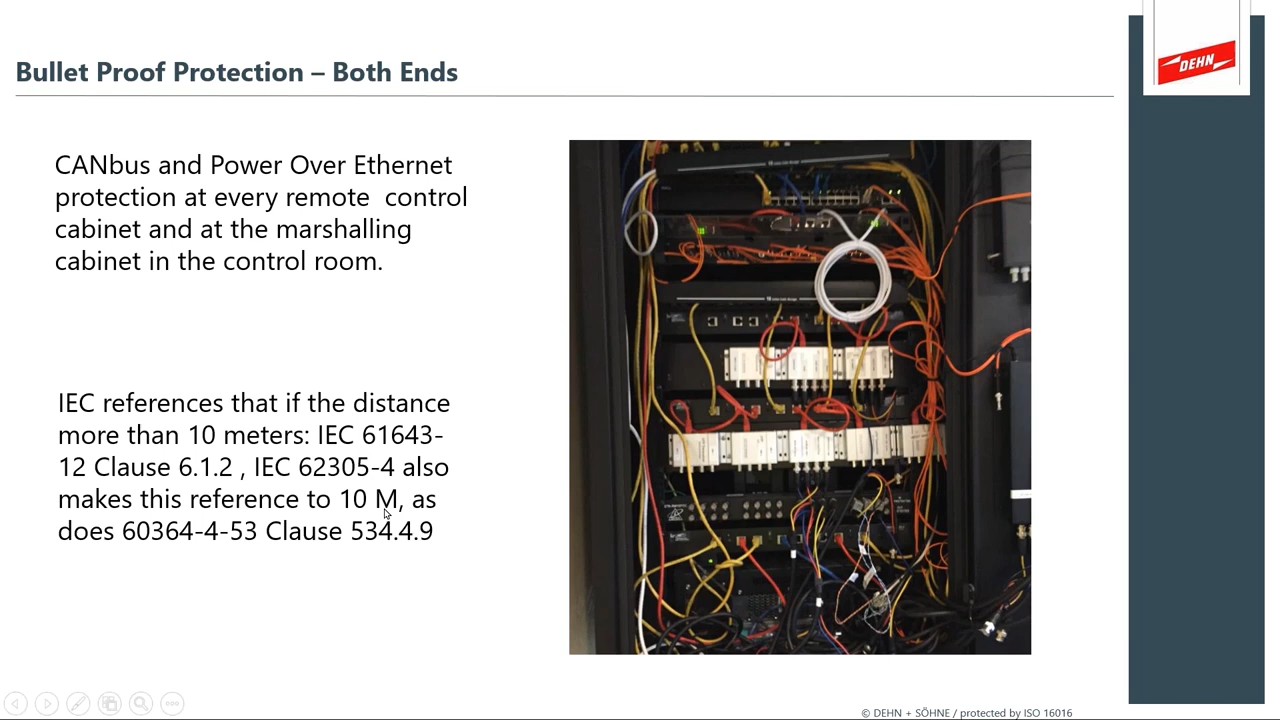 Bullet Proof Protection – Both Ends
DEHN
CANbus and Power Over Ethernet
protection at every remote  control
cabinet and at the marshalling
cabinet in the control room.
IEC references that if the distance
more than 10 meters: IEC 61643-
12 Clause 6.1.2 , IEC 62305-4 also
makes this reference to 10 M, as
does 60364-4-53 Clause 534.4.9
© DEHN + SÖHNE / protected by ISO 16016